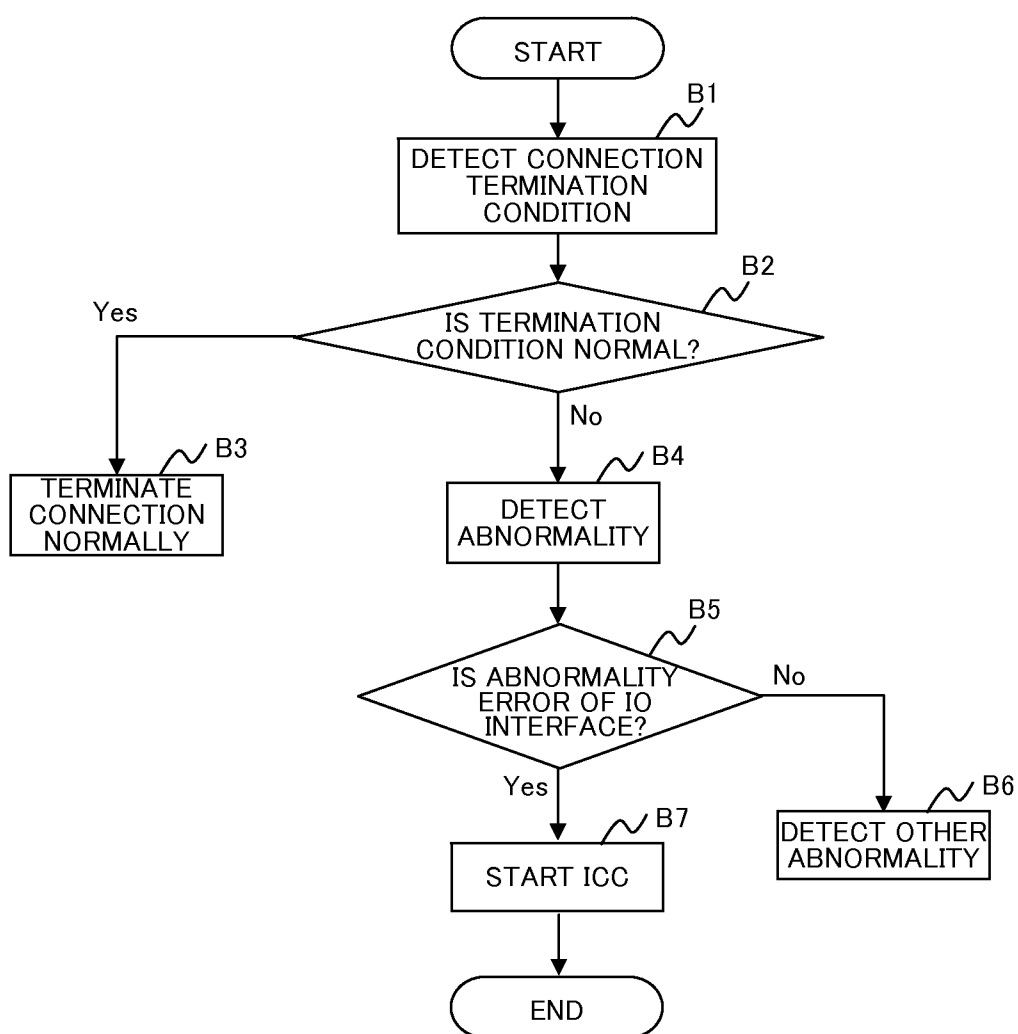 START
B1
DETECT CONNECTION
TERMINATION
CONDITION
B2
IS TERMINATION
CONDITION NORMAL?
Yes
No
B3
TERMINATE
CONNECTION
NORMALLY
B4
DETECT
ABNORMALITY
B5
IS ABNORMALITY
ERROR OF IO
INTERFACE?
No
Yes
B6
DETECT OTHER
ABNORMALITY
B7
START ICC
END